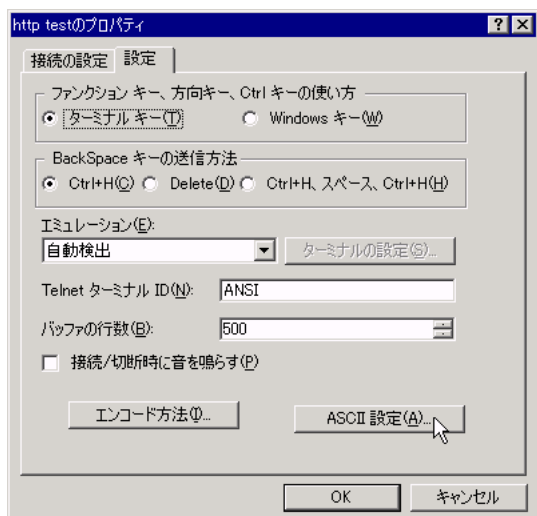 http testのプロパティ
接続の設定 設定
ファンクション キー、方向キー、Ctrl キーの使い方
ターミナル キー(T) Windows キー(W)
BackSpace キーの送信方法
Ctrl+H(C) Delete(D) Ctrl+H、スペース、Ctrl+H(H)
エミュレーション(E):
自動検出 ターミナルの設定(S)...
Telnet ターミナル ID(N): ANSI
バッファの行数(B): 500
接続/切断時に音を鳴らす(P)
エンコード方法(I)... ASCII 設定(A)...
OK キャンセル